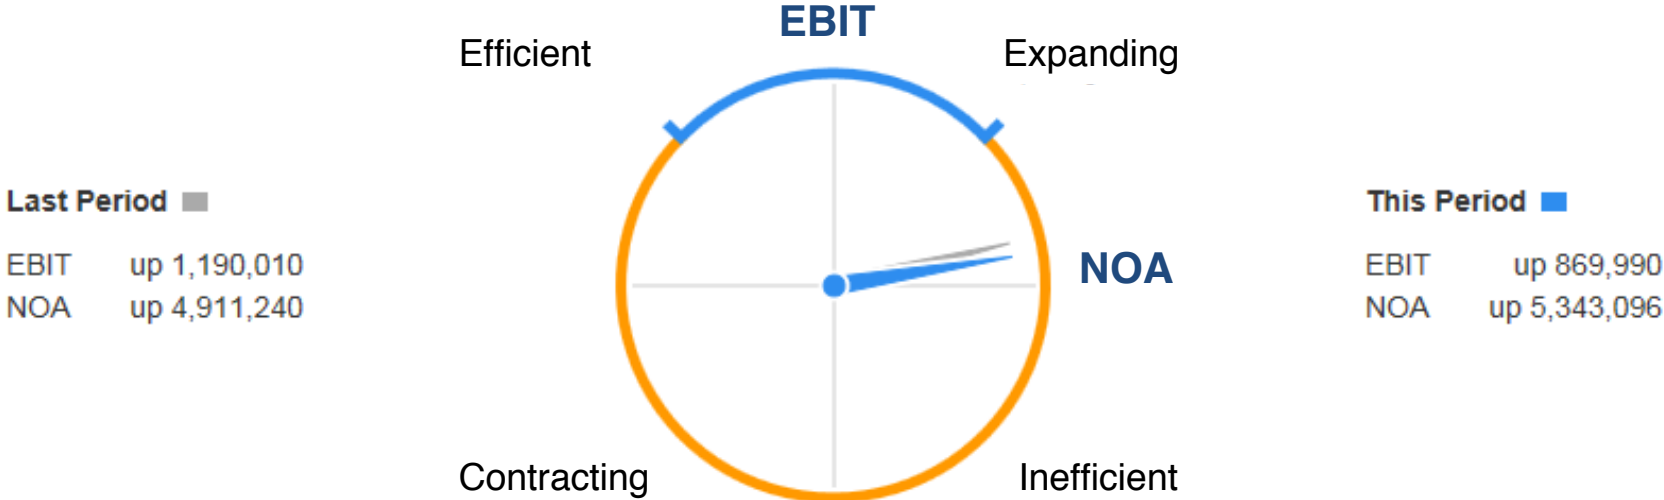 EBIT
Efficient
Expanding
Last Period
EBIT up 1,190,010
NOA up 4,911,240
NOA
This Period
EBIT up 869,990
NOA up 5,343,096
Contracting
Inefficient